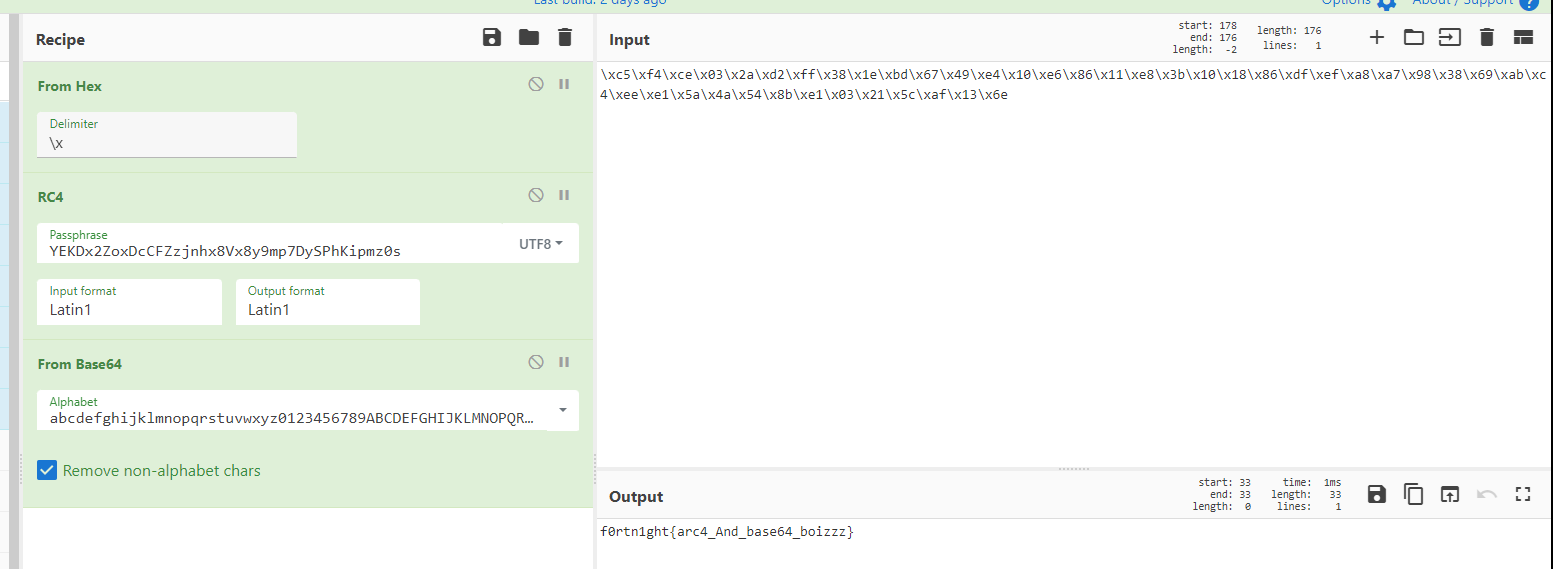 Last build: 2 days ago
Options
About / Support
Recipe
From Hex
Delimiter
\x
RC4
Passphrase
YEKDx2ZoxDcCFZzjnhx8Vx8y9mp7DySPhKipmz0s
UTF8
Input format
Latin1
Output format
Latin1
From Base64
Alphabet
abcdefghijklmnopqrstuvwxyz0123456789ABCDEFGHIJKLMNOPQR…
Remove non-alphabet chars
Input
start: 178
end: 176
length: -2
length: 176
lines: 1
\xc5\xf4\xce\x03\x2a\xd2\xff\x38\x1e\xbd\x67\x49\xe4\x10\xe6\x86\x11\xe8\x3b\x10\x18\x86\xdf\xef\xa8\xa7\x98\x38\x69\xab\xc
4\xee\xe1\x5a\x4a\x54\x8b\xe1\x03\x21\x5c\xaf\x13\x6e
Output
start: 33
end: 33
length: 0
time: 1ms
length: 33
lines: 1
f0rtn1ght{arc4_And_base64_boizzz}